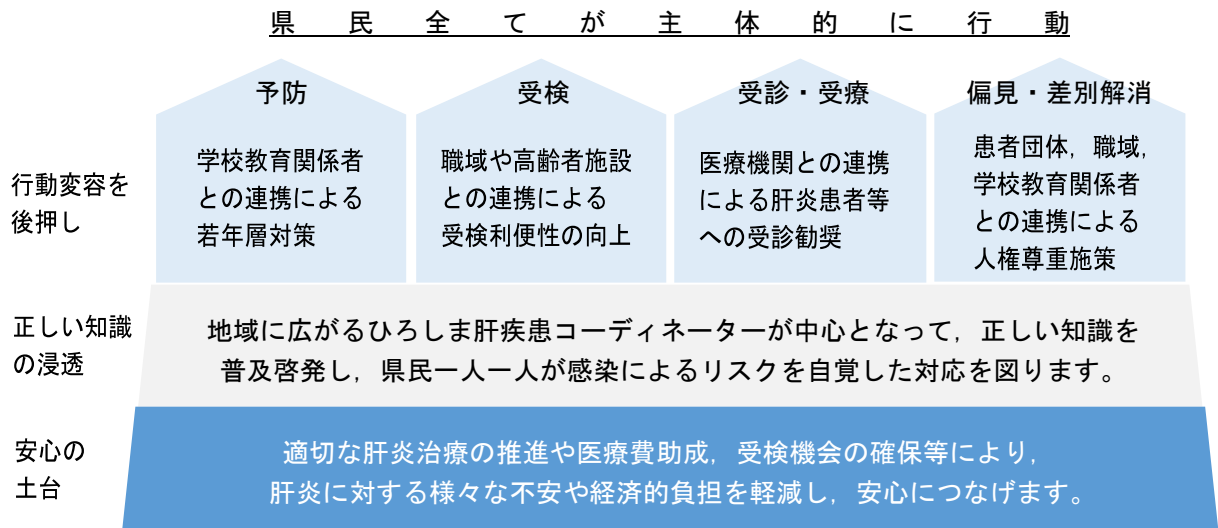 県民全てが主体的に行動
予防
受検
受診・受療
偏見・差別解消
行動変容を
後押し
学校教育関係者
との連携による
若年層対策
職域や高齢者施設
との連携による
受検利便性の向上
医療機関との連携
による肝炎患者等
への受診勧奨
患者団体，職域，
学校教育関係者
との連携による
人権尊重施策
正しい知識
の浸透
地域に広がるひろしま肝疾患コーディネーターが中心となって，正しい知識を
普及啓発し，県民一人一人が感染によるリスクを自覚した対応を図ります。
安心の
土台
適切な肝炎治療の推進や医療費助成，受検機会の確保等により，
肝炎に対する様々な不安や経済的負担を軽減し，安心につなげます。